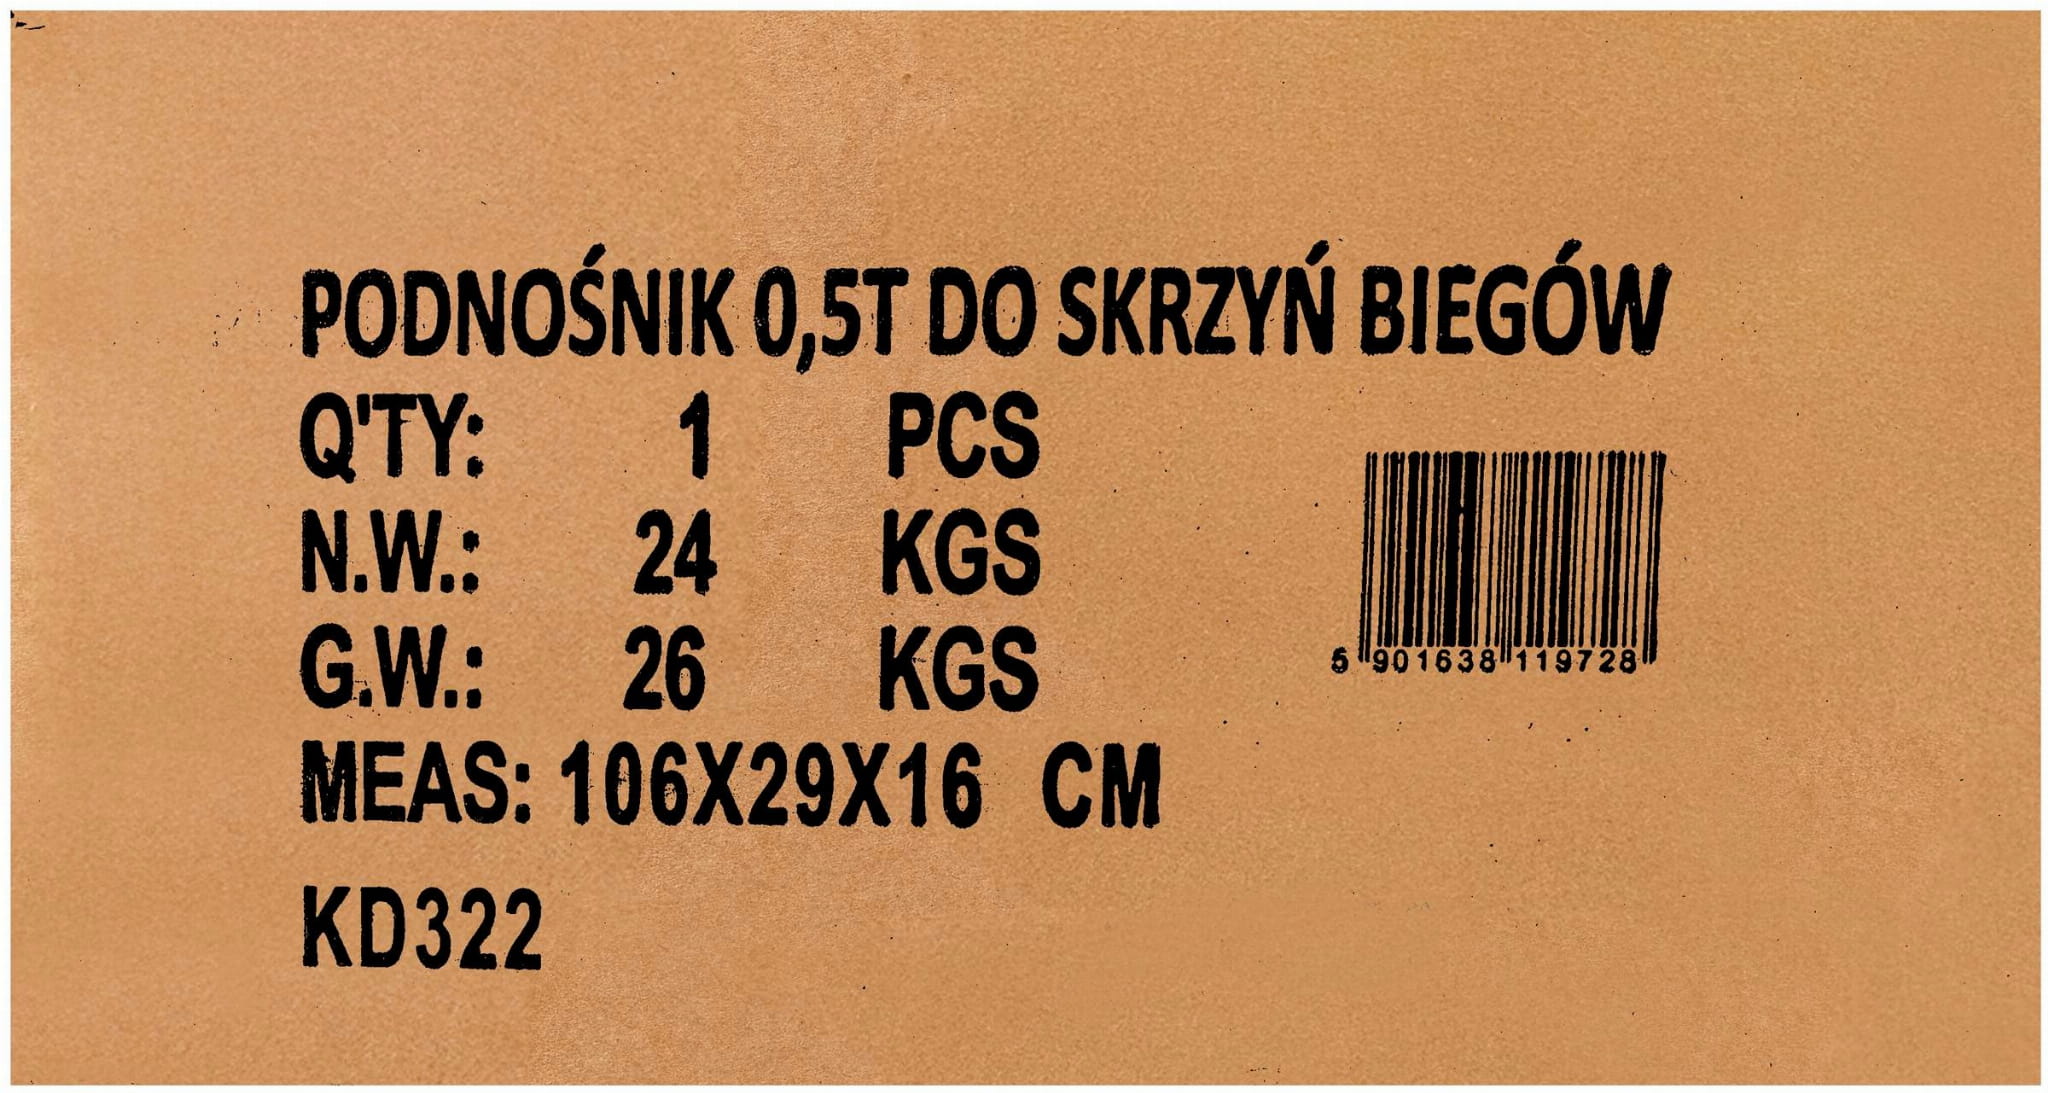 PODNOŚNIK 0,5T DO SKRZYŃ BIEGÓW
Q'TY: 1 PCS
N.W.: 24 KGS
G.W.: 26 KGS
5 901638 119728
MEAS: 106X29X16 CM
KD322